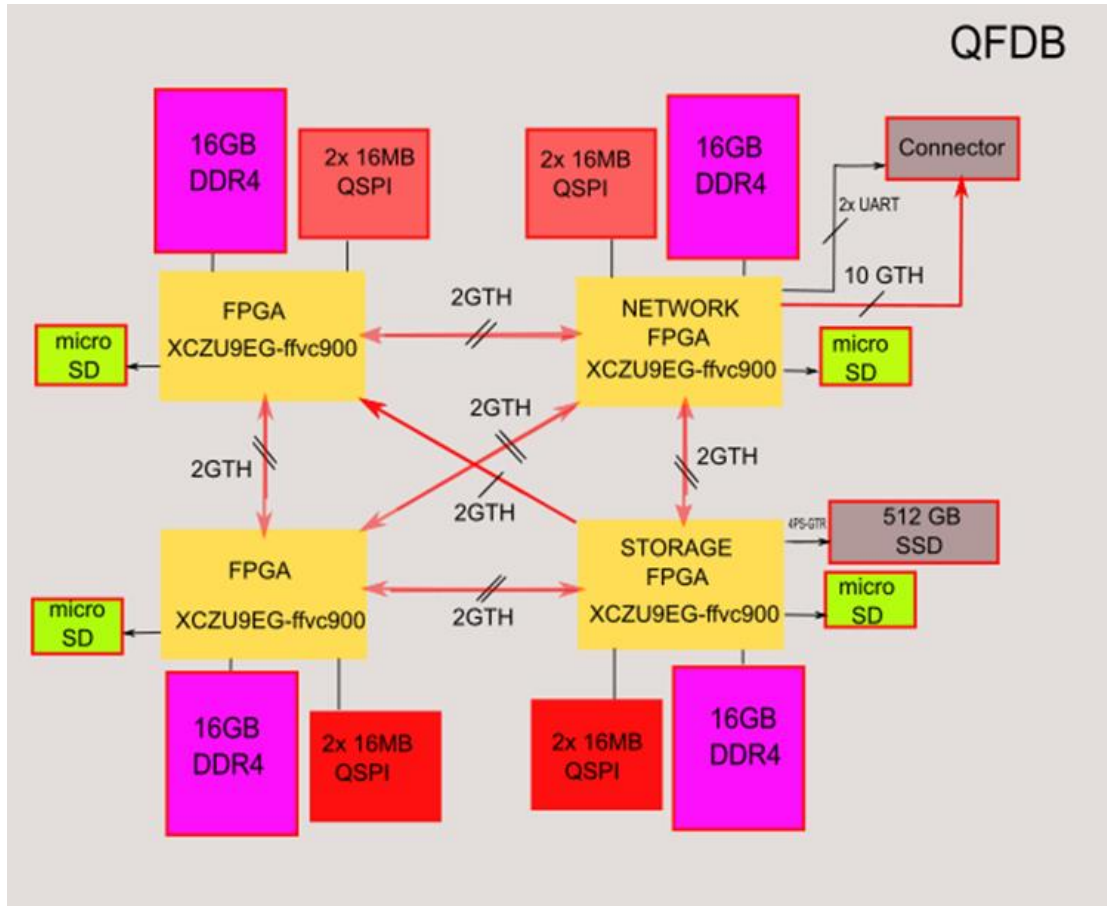 QFDB
16GB
DDR4
2x 16MB
QSPI
2x 16MB
QSPI
16GB
DDR4
Connector
2x UART
10 GTH
FPGA
XCZU9EG-ffvc900
2GTH
NETWORK
FPGA
XCZU9EG-ffvc900
micro
SD
micro
SD
2GTH
2GTH
2GTH
2GTH
4PS-GTR
512 GB
SSD
FPGA
XCZU9EG-ffvc900
STORAGE
FPGA
XCZU9EG-ffvc900
micro
SD
micro
SD
2GTH
16GB
DDR4
2x 16MB
QSPI
2x 16MB
QSPI
16GB
DDR4